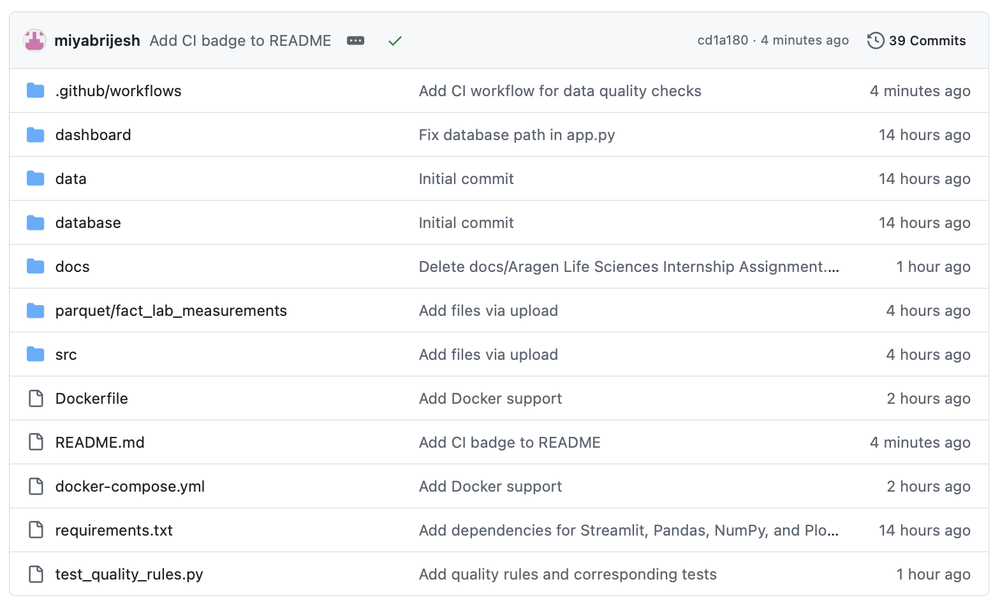 miyabrijesh Add CI badge to README cd1a180 · 4 minutes ago 39 Commits
.github/workflows Add CI workflow for data quality checks 4 minutes ago
dashboard Fix database path in app.py 14 hours ago
data Initial commit 14 hours ago
database Initial commit 14 hours ago
docs Delete docs/Aragen Life Sciences Internship Assignment.... 1 hour ago
parquet/fact_lab_measurements Add files via upload 4 hours ago
src Add files via upload 4 hours ago
Dockerfile Add Docker support 2 hours ago
README.md Add CI badge to README 4 minutes ago
docker-compose.yml Add Docker support 2 hours ago
requirements.txt Add dependencies for Streamlit, Pandas, NumPy, and Plo... 14 hours ago
test_quality_rules.py Add quality rules and corresponding tests 1 hour ago